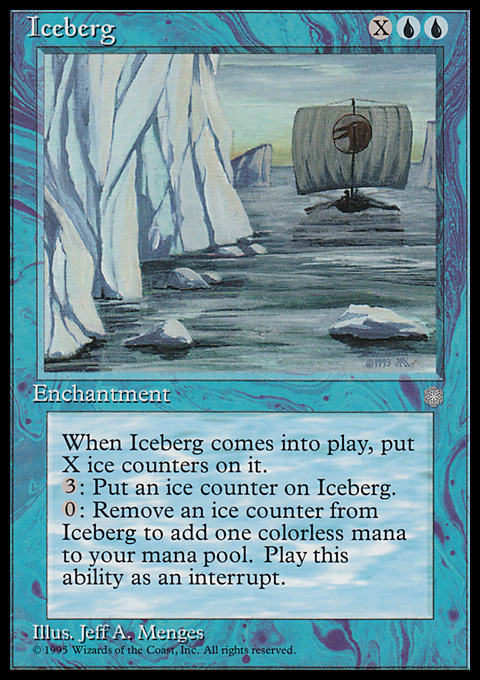 Iceberg X
©1993
Enchantment
When Iceberg comes into play, put
X ice counters on it.
3: Put an ice counter on Iceberg.
0: Remove an ice counter from
Iceberg to add one colorless mana
to your mana pool. Play this
ability as an interrupt.
Illus. Jeff A. Menges
© 1995 Wizards of the Coast, Inc. All rights reserved.